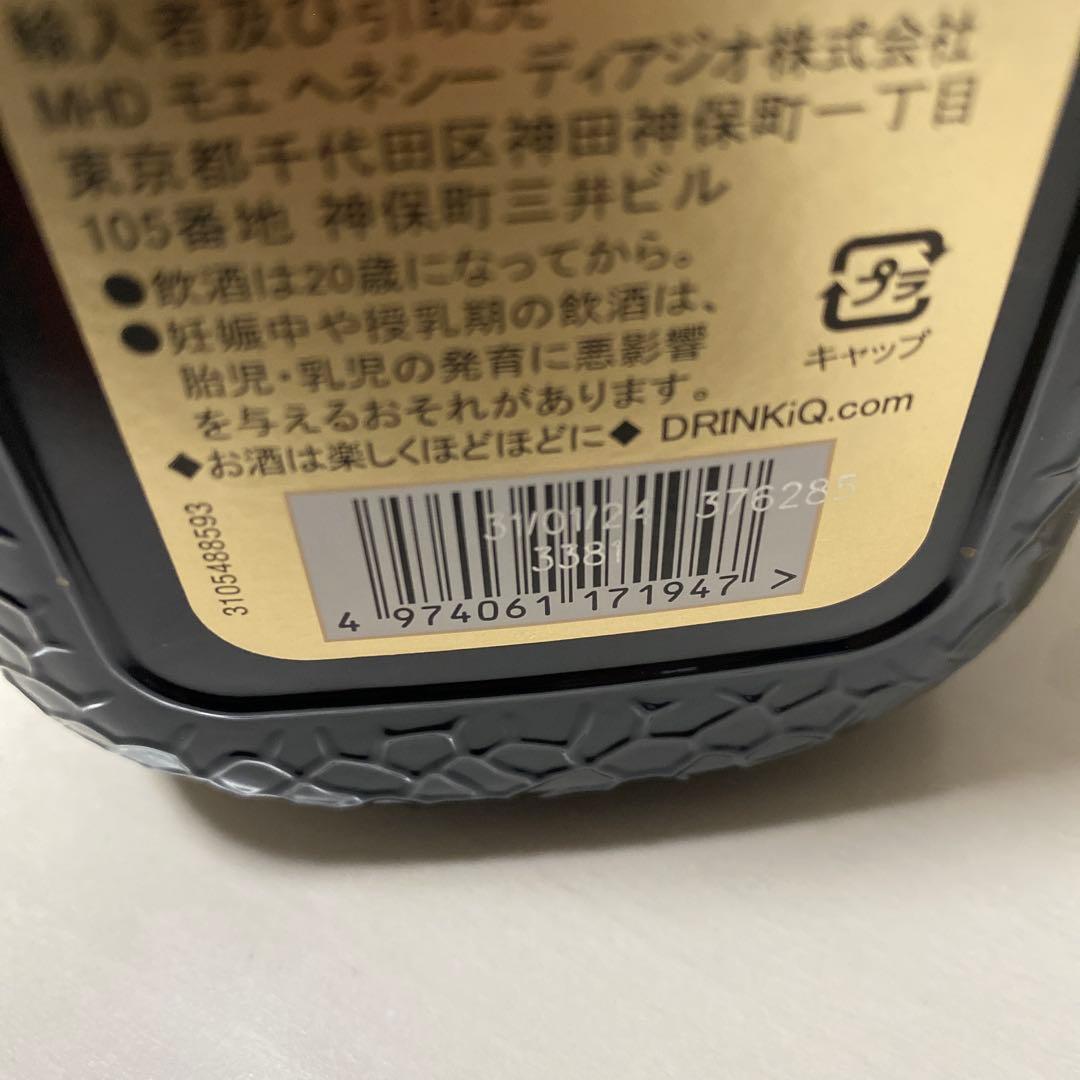 輸入者及び引取先
MHD モエ ヘネシー ディアジオ株式会社
東京都千代田区神田神保町一丁目
105番地 神保町三井ビル
●飲酒は20歳になってから。
●妊娠中や授乳期の飲酒は、
胎児・乳児の発育に悪影響
を与えるおそれがあります。
◆お酒は楽しくほどほどに◆ DRINKiQ.com
プラ
キャップ
3105488593
31/01/24 376285
4 974061 171947 >